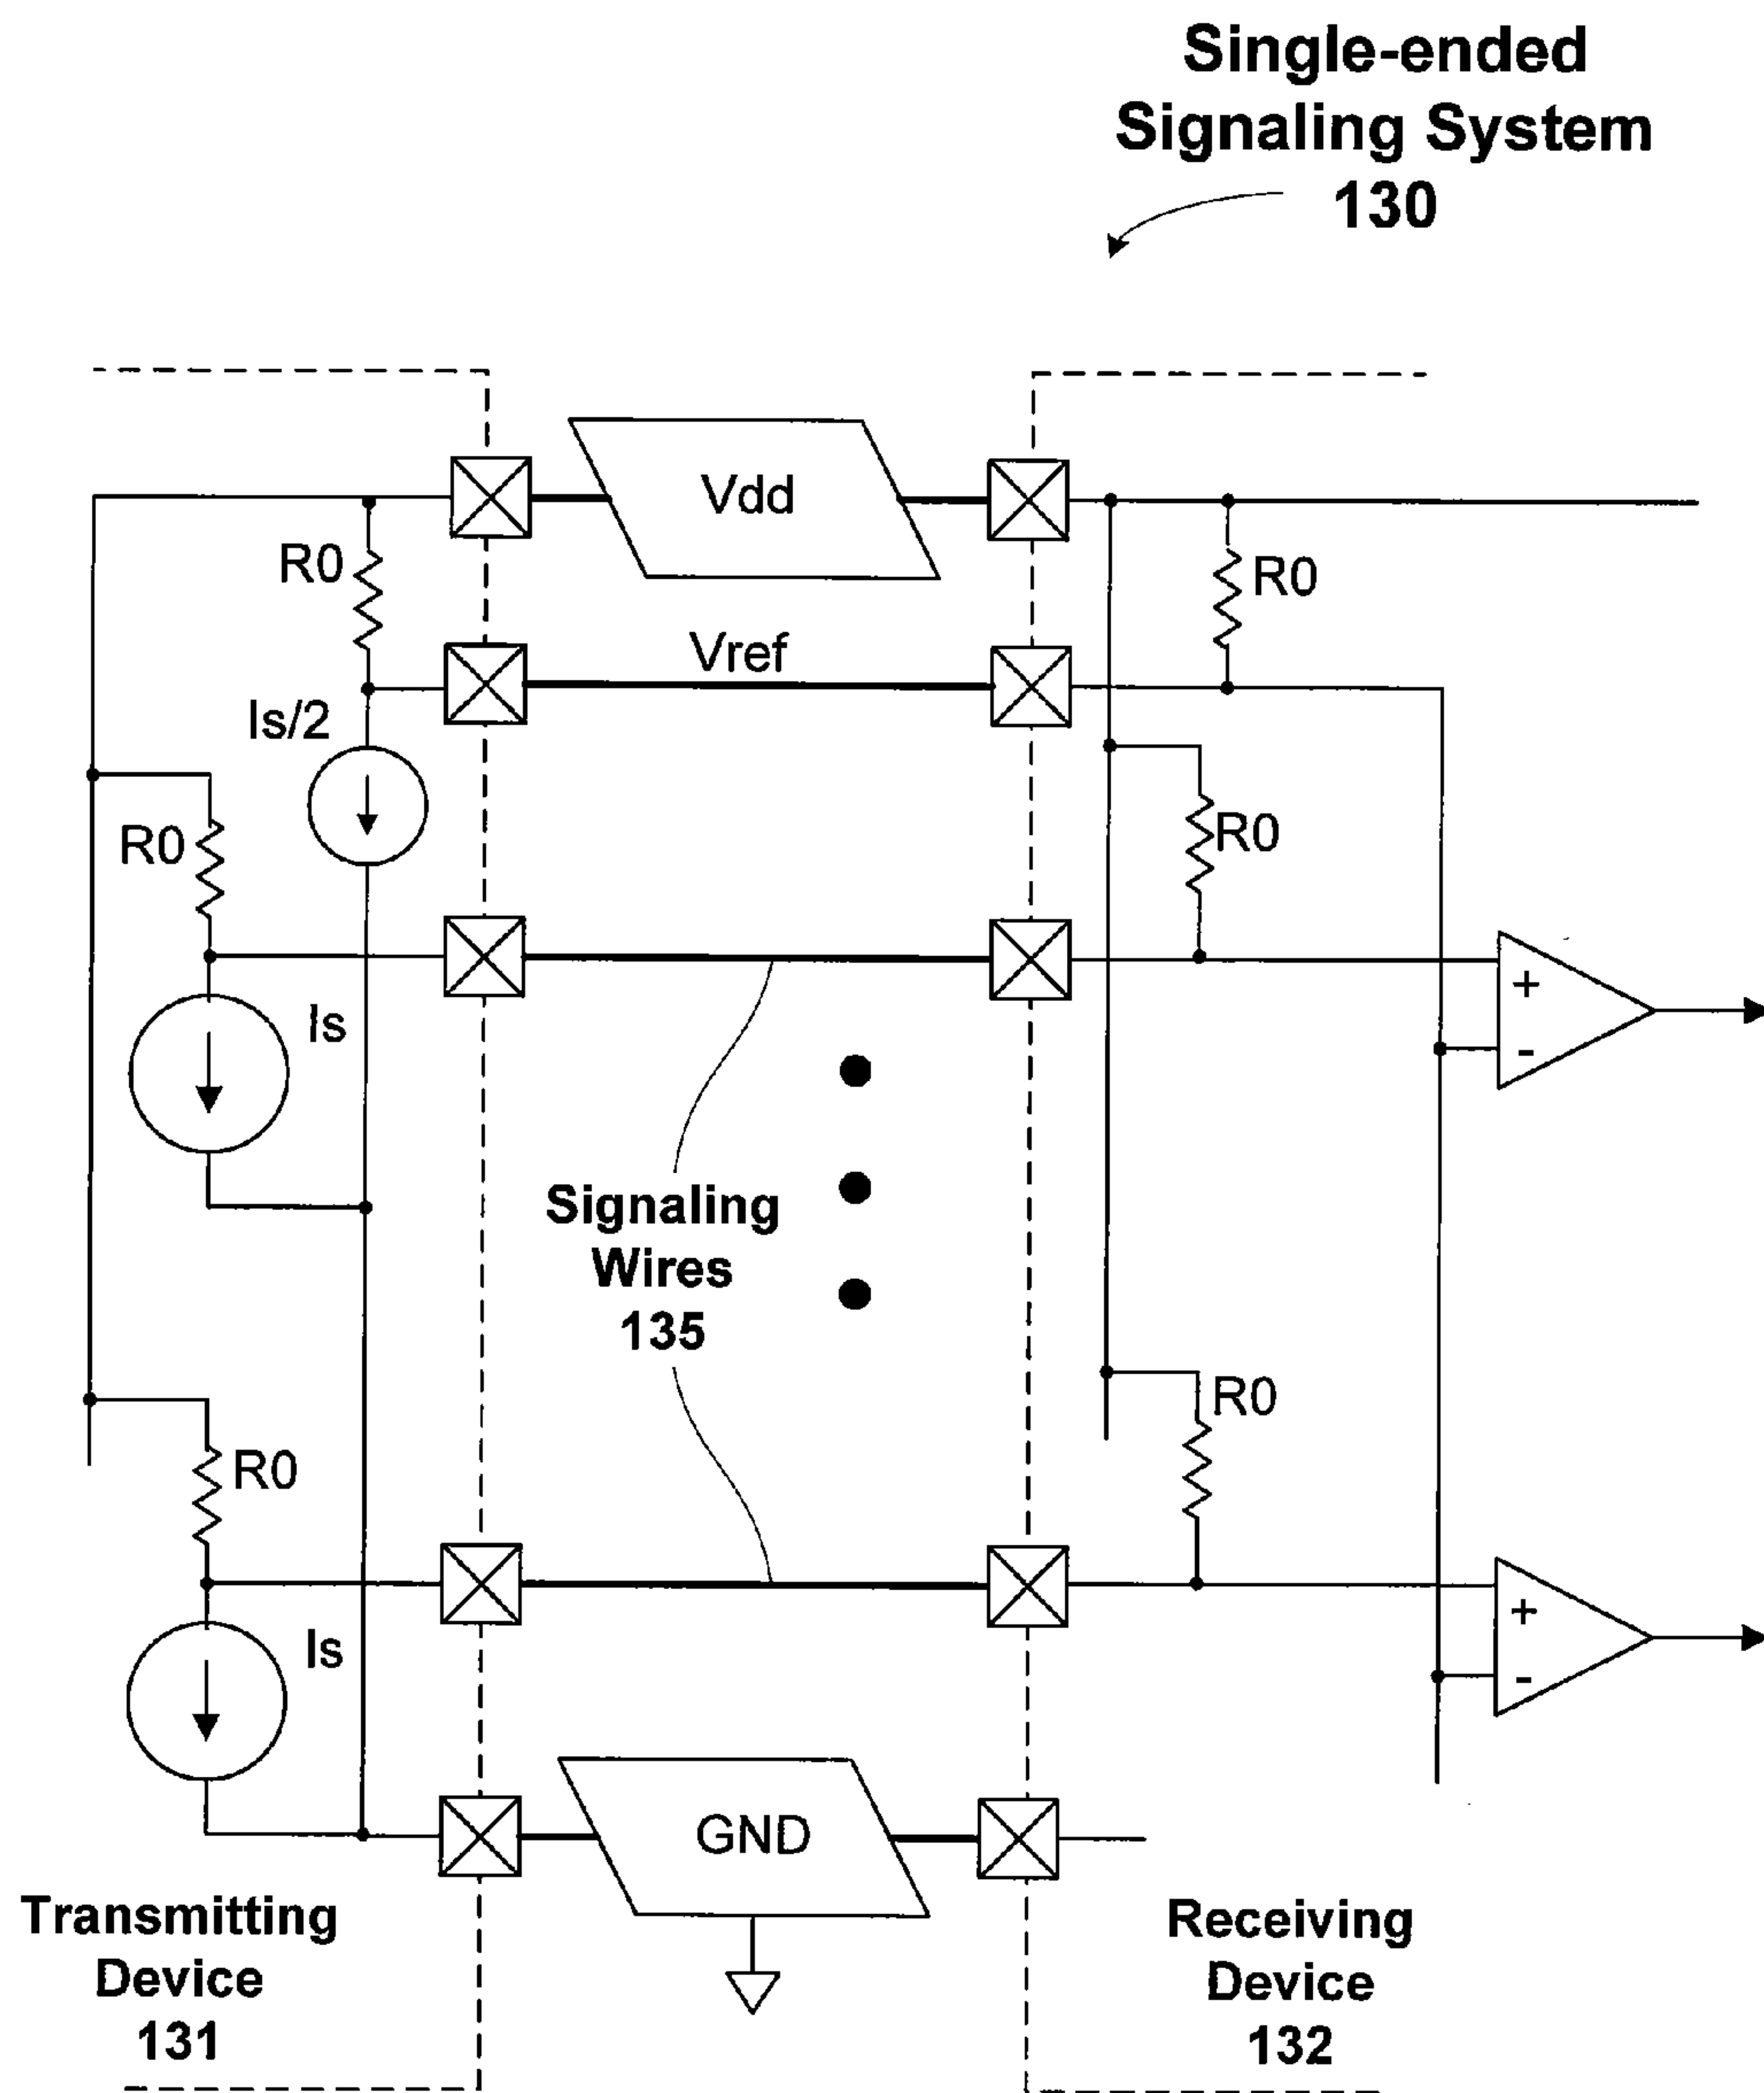 Single-ended
Signaling System
130
Vdd
R0
R0
Vref
Is/2
R0
R0
+
-
Is
Signaling
Wires
135
R0
R0
+
-
Is
GND
Transmitting
Device
131
Receiving
Device
132